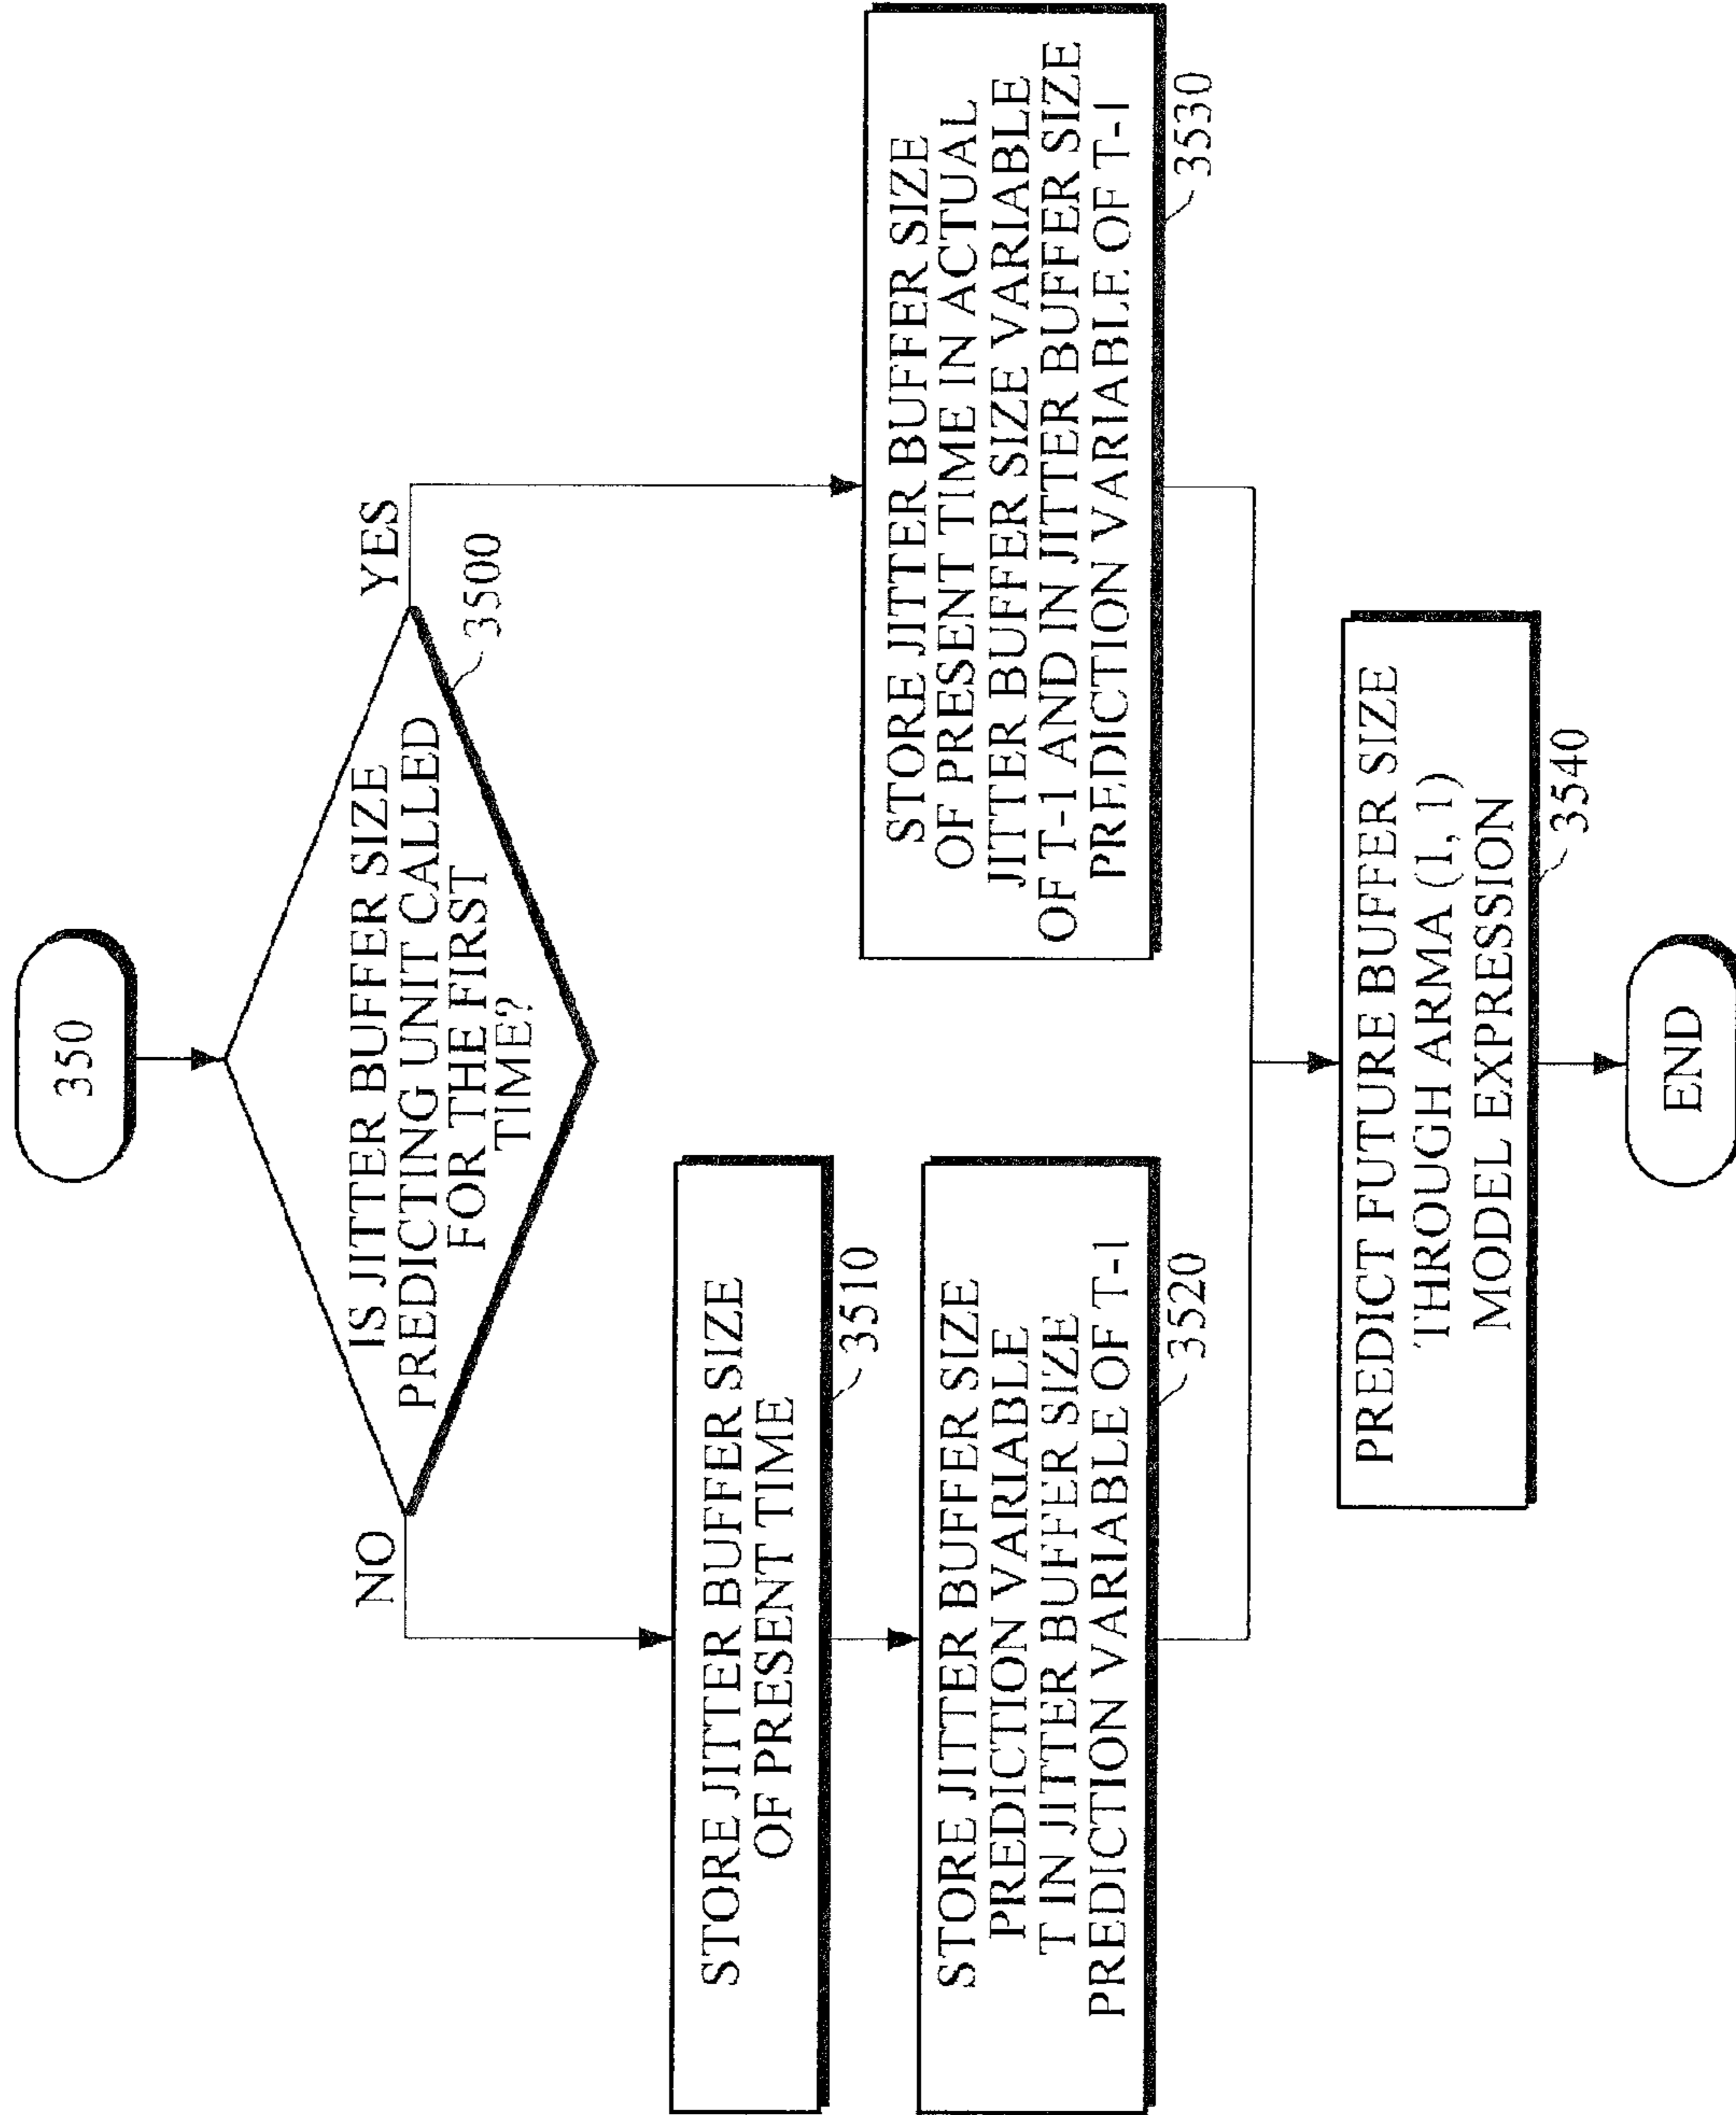 350
IS JITTER BUFFER SIZE
PREDICTING UNIT CALLED
FOR THE FIRST
TIME?
3500
NO
YES
STORE JITTER BUFFER SIZE
OF PRESENT TIME
3510
STORE JITTER BUFFER SIZE
PREDICTION VARIABLE
T IN JITTER BUFFER SIZE
PREDICTION VARIABLE OF T-1
3520
STORE JITTER BUFFER SIZE
OF PRESENT TIME IN ACTUAL
JITTER BUFFER SIZE VARIABLE
OF T-1 AND IN JITTER BUFFER SIZE
PREDICTION VARIABLE OF T-1
3530
PREDICT FUTURE BUFFER SIZE
THROUGH ARMA (1, 1)
MODEL EXPRESSION
3540
END